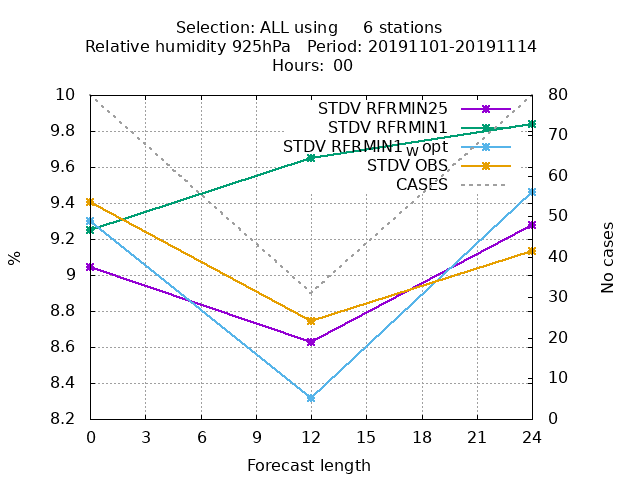 Selection: ALL using     6 stations
Relative humidity 925hPa   Period: 20191101-20191114
Hours:  00
STDV RFRMIN25
STDV RFRMIN1
STDV RFRMIN1_W opt
STDV OBS
CASES
10
9.8
9.6
9.4
9.2
9
8.8
8.6
8.4
8.2
%
80
70
60
50
40
30
20
10
0
No cases
0 3 6 9 12 15 18 21 24
Forecast length